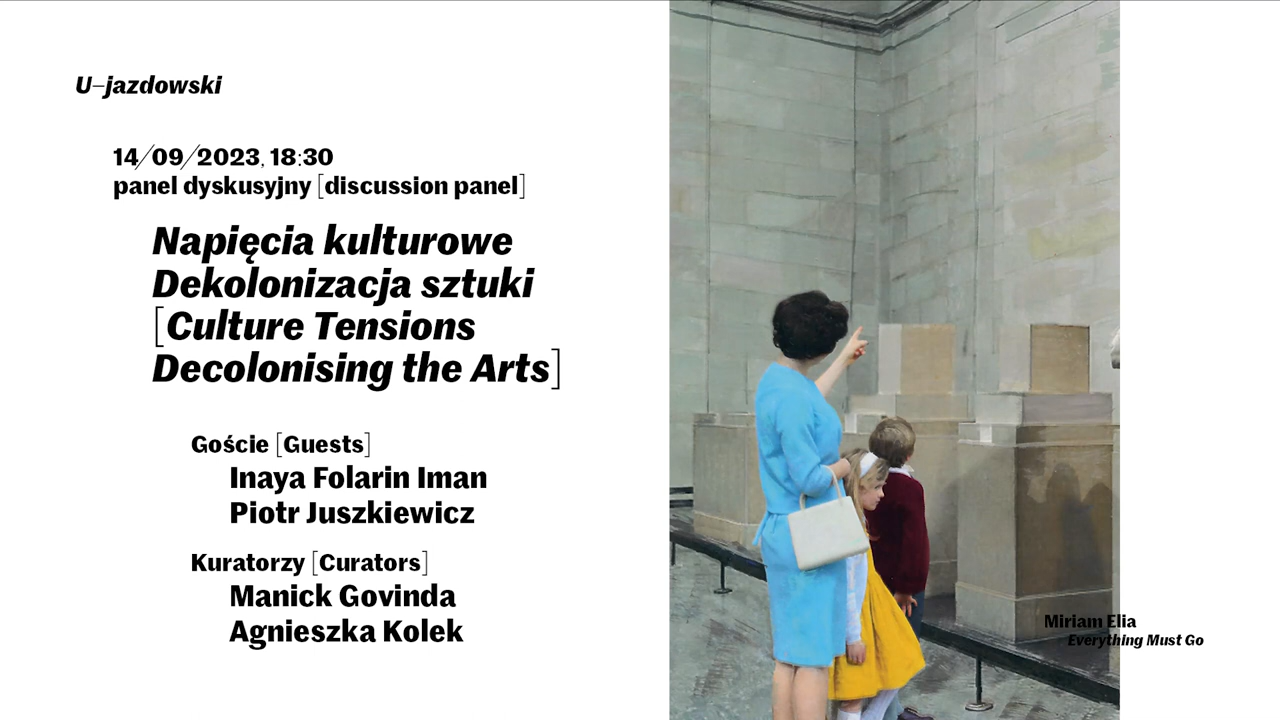 U–jazdowski
14/09/2023, 18:30
panel dyskusyjny [discussion panel]
Napięcia kulturowe
Dekolonizacja sztuki
[Culture Tensions
Decolonising the Arts]
Goście [Guests]
Inaya Folarin Iman
Piotr Juszkiewicz
Kuratorzy [Curators]
Manick Govinda
Agnieszka Kolek
Miriam Elia
Everything Must Go